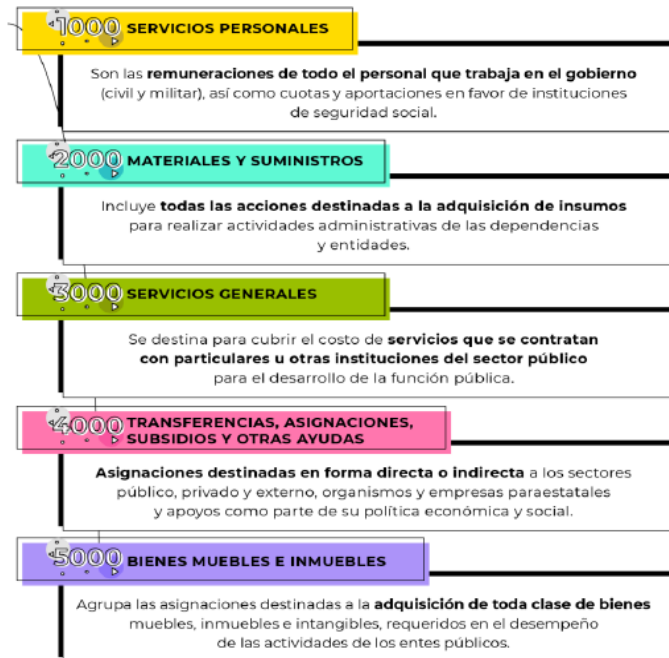 1000 SERVICIOS PERSONALES
Son las remuneraciones de todo el personal que trabaja en el gobierno
(civil y militar), así como cuotas y aportaciones en favor de instituciones
de seguridad social.
2000 MATERIALES Y SUMINISTROS
Incluye todas las acciones destinadas a la adquisición de insumos
para realizar actividades administrativas de las dependencias
y entidades.
3000 SERVICIOS GENERALES
Se destina para cubrir el costo de servicios que se contratan
con particulares u otras instituciones del sector público
para el desarrollo de la función pública.
4000 TRANSFERENCIAS, ASIGNACIONES,
SUBSIDIOS Y OTRAS AYUDAS
Asignaciones destinadas en forma directa o indirecta a los sectores
público, privado y externo, organismos y empresas paraestatales
y apoyos como parte de su política económica y social.
5000 BIENES MUEBLES E INMUEBLES
Agrupa las asignaciones destinadas a la adquisición de toda clase de bienes
muebles, inmuebles e intangibles, requeridos en el desempeño
de las actividades de los entes públicos.